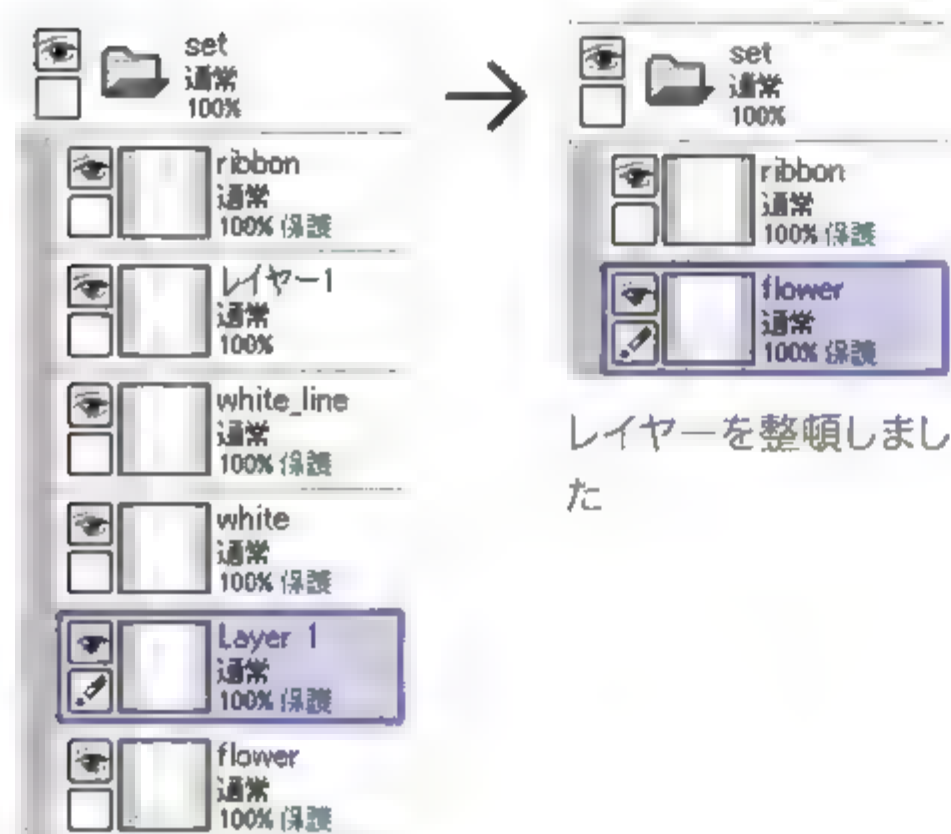 set
通常
100%
ribbon
通常
100% 保護
レイヤー1
通常
100%
white_line
通常
100% 保護
white
通常
100% 保護
Layer 1
通常
100% 保護
flower
通常
100% 保護
set
通常
100%
ribbon
通常
100% 保護
flower
通常
100% 保護
レイヤーを整頓しまし
た